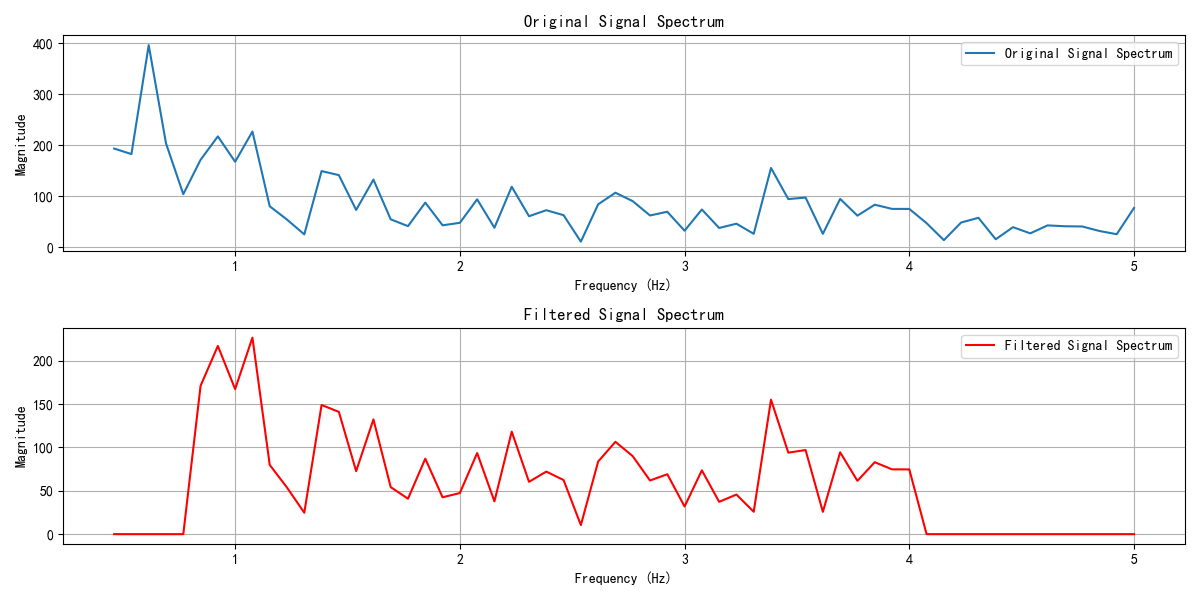 Original Signal Spectrum
400
300
200
100
0
Magnitude
Original Signal Spectrum
1 2 3 4 5
Frequency (Hz)
Filtered Signal Spectrum
200
150
100
50
0
Magnitude
Filtered Signal Spectrum
1 2 3 4 5
Frequency (Hz)